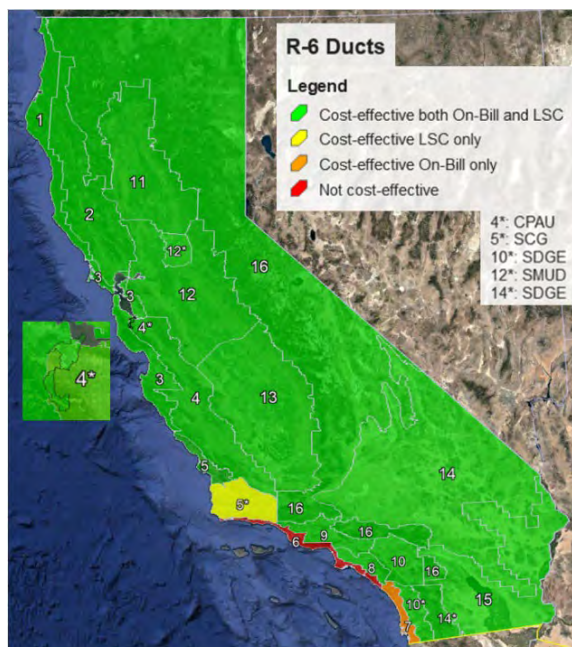 R-6 Ducts
Legend
Cost-effective both On-Bill and LSC
Cost-effective LSC only
Cost-effective On-Bill only
Not cost-effective
4*: CPAU
5*: SCG
10*: SDGE
12*: SMUD
14*: SDGE
1
11
2
12*
16
3
3
12
4*
4*
3
4
13
5
14
5*
16
6
9
16
8
10
16
10*
14*
15
7